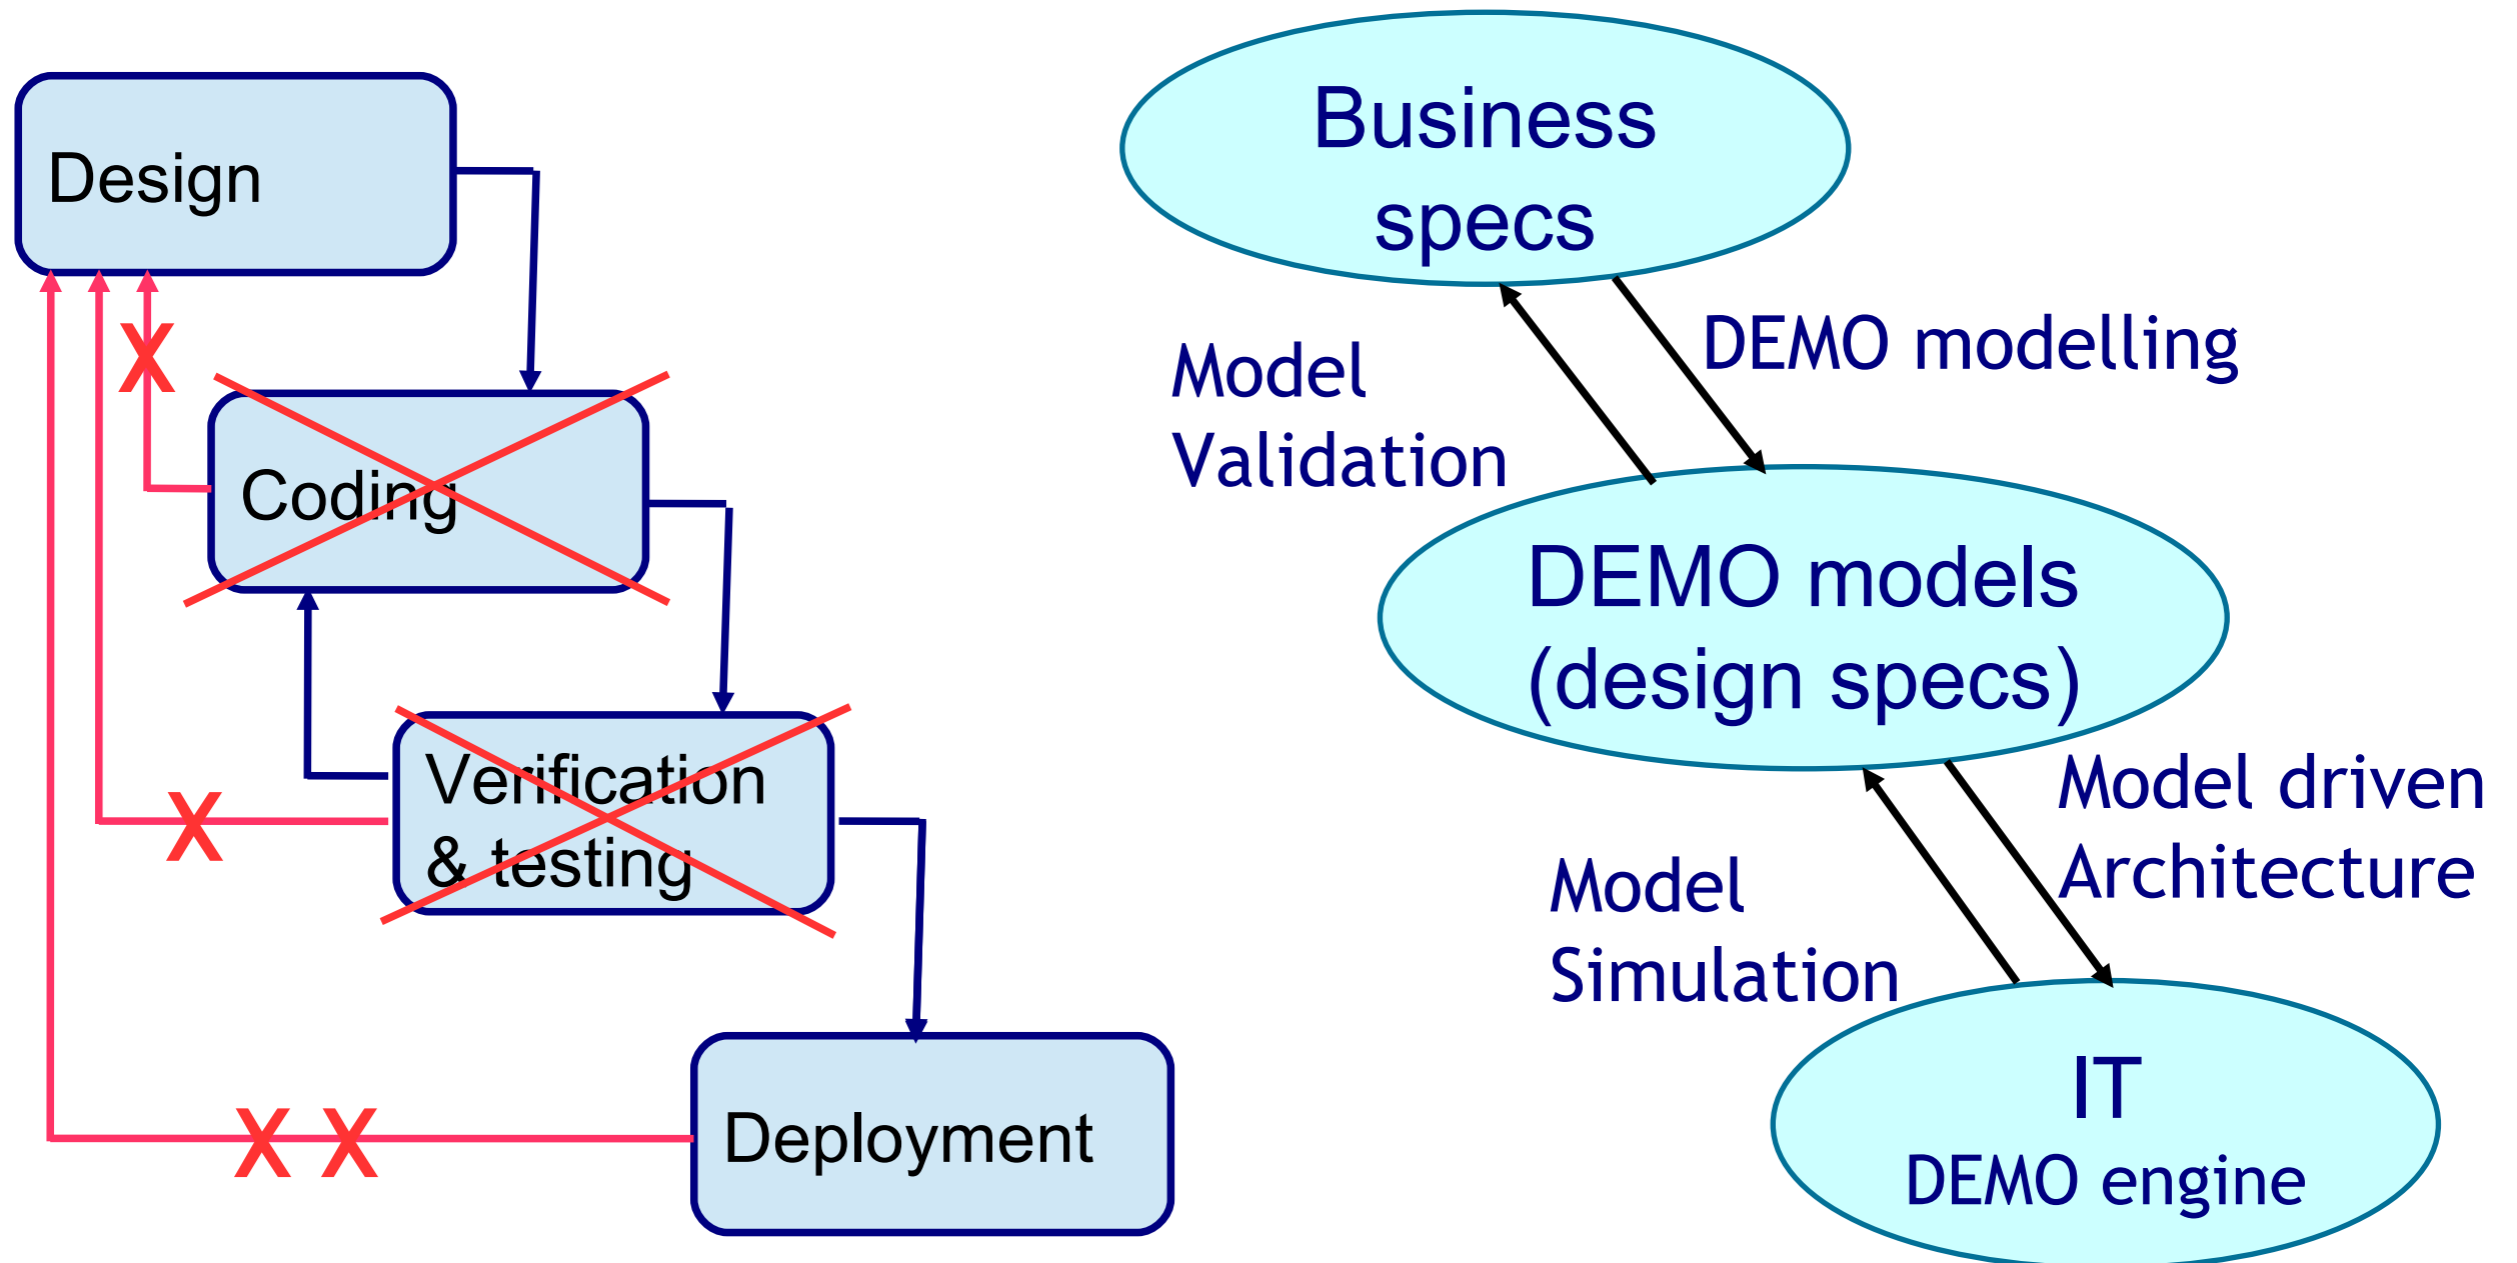 Design
X
Coding
Verification
& testing
X
X X
Deployment
Business
specs
DEMO modelling
Model
Validation
DEMO models
(design specs)
Model driven
Architecture
Model
Simulation
IT
DEMO engine